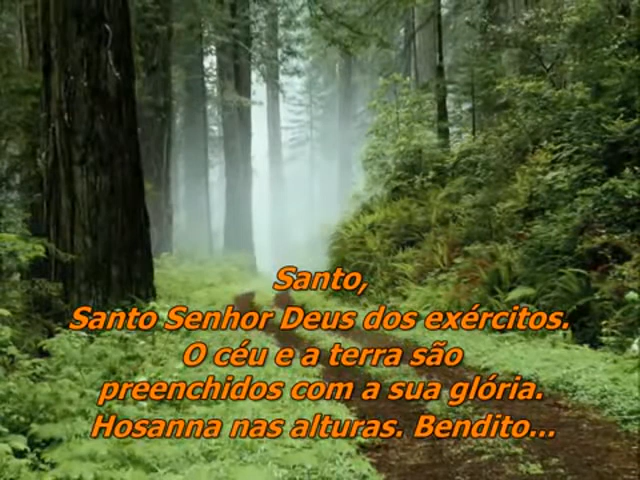 Santo,
Santo Senhor Deus dos exércitos.
O céu e a terra são
preenchidos com a sua glória.
Hosanna nas alturas. Bendito...